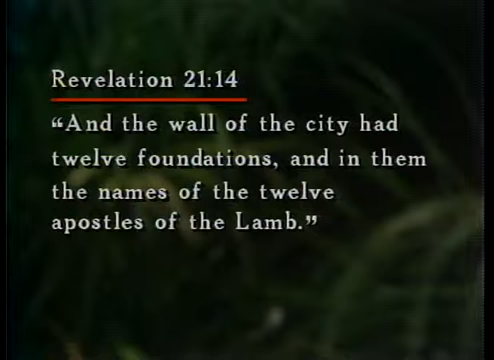 Revelation 21:14
“And the wall of the city had
twelve foundations, and in them
the names of the twelve
apostles of the Lamb.”